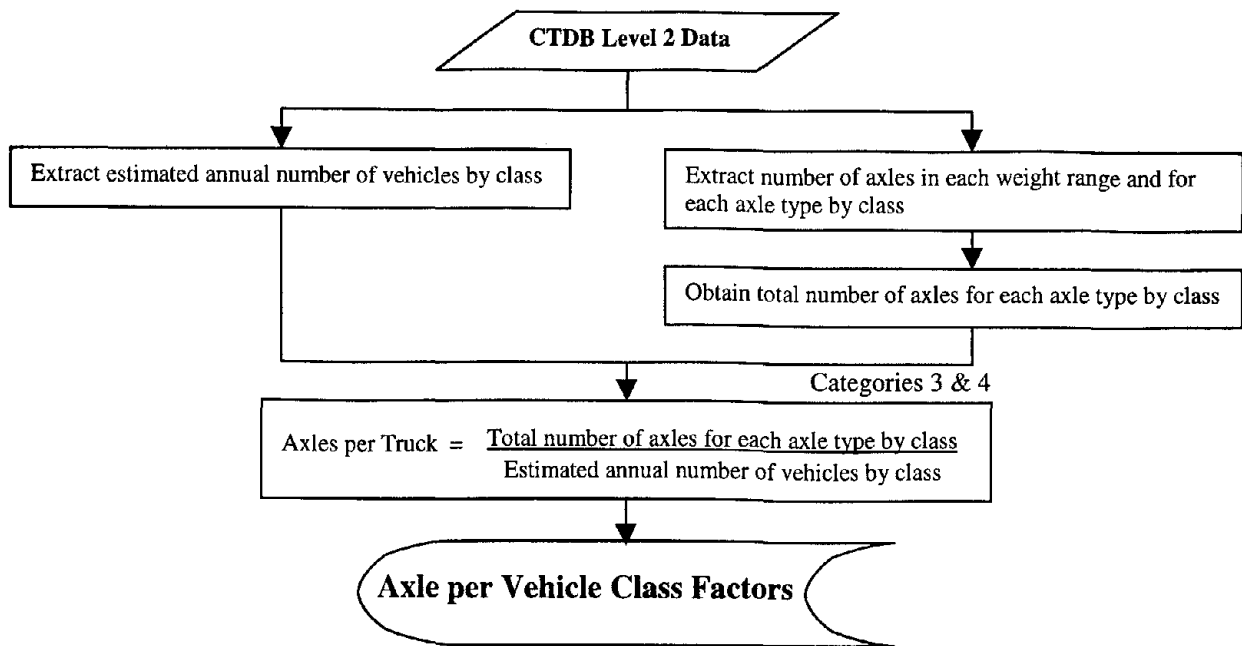 CTDB Level 2 Data
Extract estimated annual number of vehicles by class
Extract number of axles in each weight range and for
each axle type by class
Obtain total number of axles for each axle type by class
Categories 3 & 4
Axles per Truck = Total number of axles for each axle type by class
Estimated annual number of vehicles by class
Axle per Vehicle Class Factors